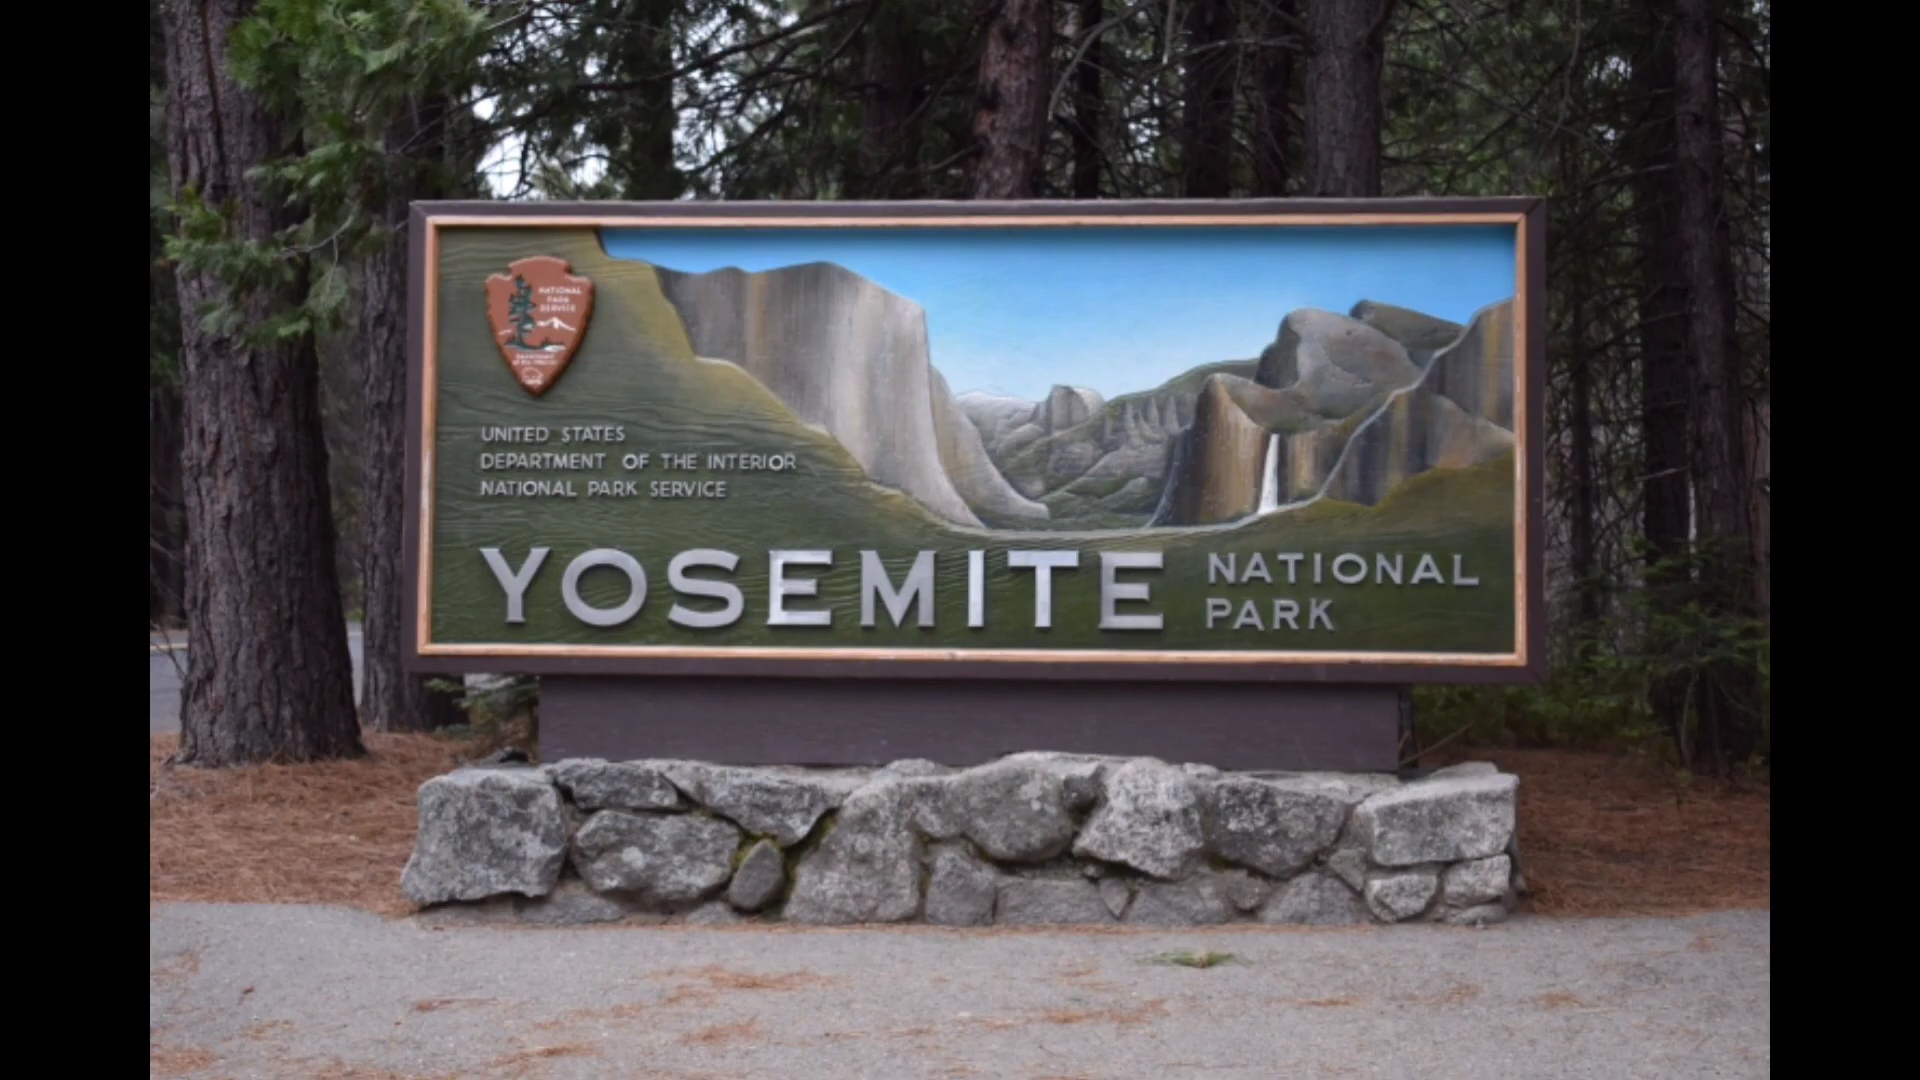 NATIONAL
PARK
SERVICE
UNITED STATES
DEPARTMENT OF THE INTERIOR
NATIONAL PARK SERVICE
YOSEMITE NATIONAL
PARK